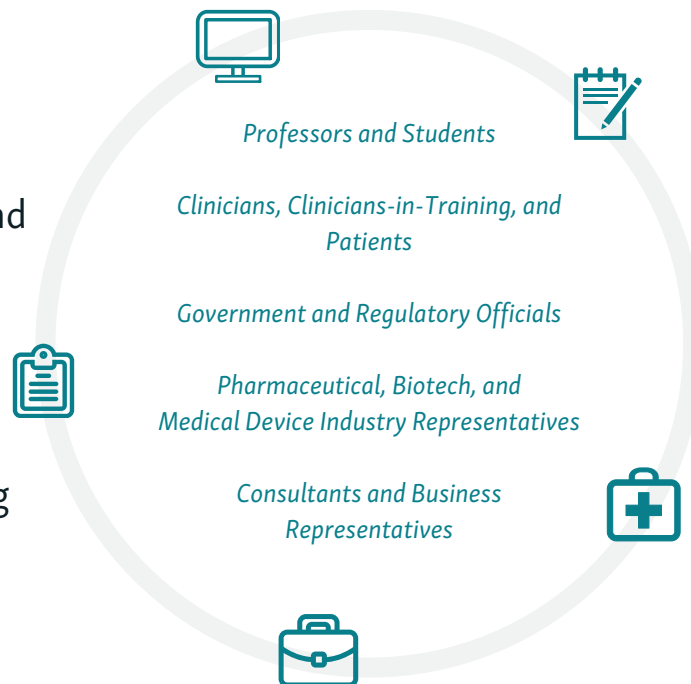 Professors and Students
nd
Clinicians, Clinicians-in-Training, and
Patients
Government and Regulatory Officials
Pharmaceutical, Biotech, and
Medical Device Industry Representatives
g
Consultants and Business
Representatives